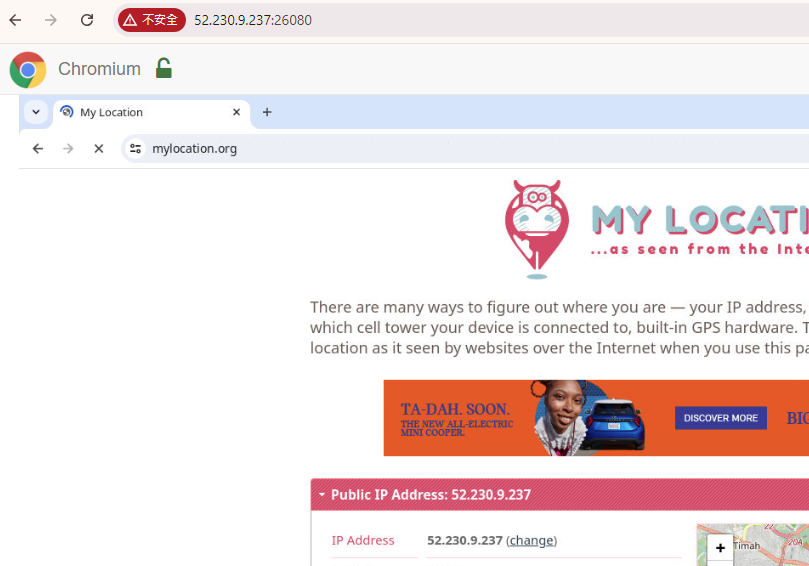 不安全 52.230.9.237:26080
Chromium
My Location
mylocation.org
MY LOCATI
...as seen from the Inte
There are many ways to figure out where you are — your IP address,
which cell tower your device is connected to, built-in GPS hardware. T
location as it seen by websites over the Internet when you use this pa
TA-DAH. SOON.
THE NEW ALL-ELECTRIC
MINI COOPER.
DISCOVER MORE
BIG
Public IP Address: 52.230.9.237
IP Address 52.230.9.237 (change)
+
Timah
20A